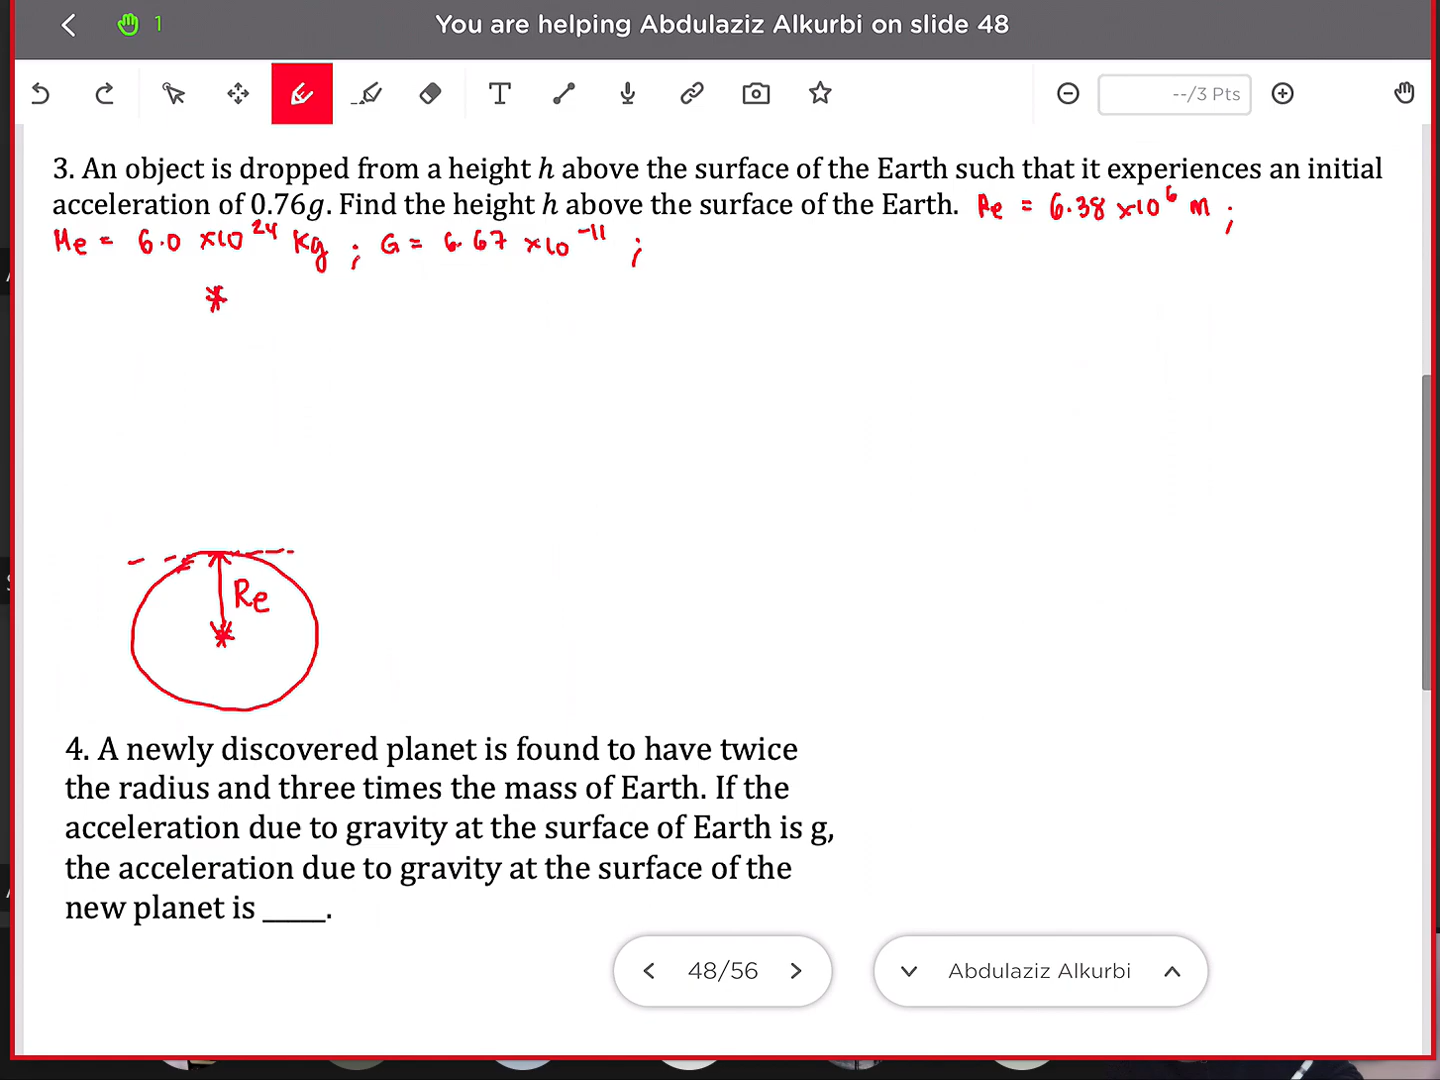 1
You are helping Abdulaziz Alkurbi on slide 48
--/3 Pts
3. An object is dropped from a height h above the surface of the Earth such that it experiences an initial
acceleration of 0.76g. Find the height h above the surface of the Earth. Re = 6.38 ×10⁶ m ;
Me = 6.0 ×10²⁴ Kg ; G = 6.67 ×10⁻¹¹ ;
Re
4. A newly discovered planet is found to have twice
the radius and three times the mass of Earth. If the
acceleration due to gravity at the surface of Earth is g,
the acceleration due to gravity at the surface of the
new planet is _____.
48/56
Abdulaziz Alkurbi